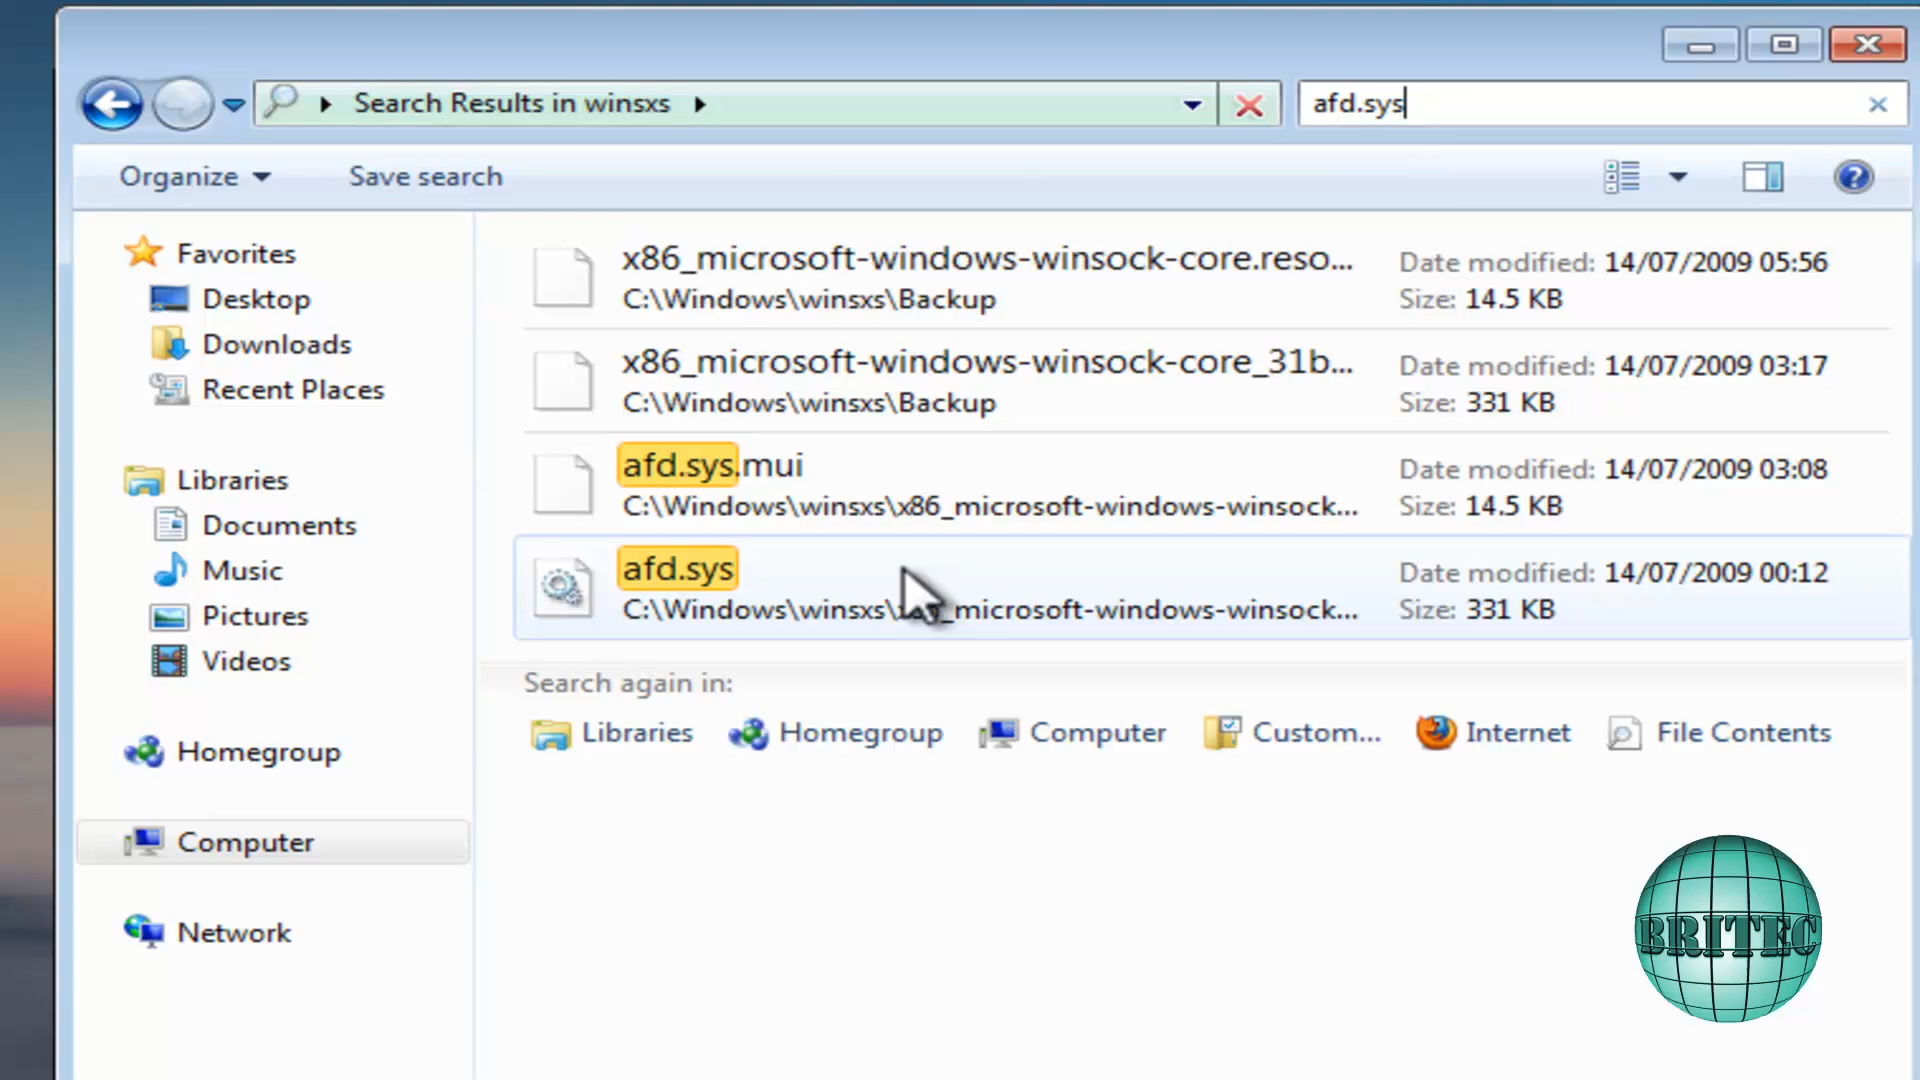 Search Results in winsxs
afd.sys
Organize
Save search
Favorites
Desktop
Downloads
Recent Places
Libraries
Documents
Music
Pictures
Videos
Homegroup
Computer
Network
x86_microsoft-windows-winsock-core.reso...
C:\Windows\winsxs\Backup
Date modified: 14/07/2009 05:56
Size: 14.5 KB
x86_microsoft-windows-winsock-core_31b...
C:\Windows\winsxs\Backup
Date modified: 14/07/2009 03:17
Size: 331 KB
afd.sys.mui
C:\Windows\winsxs\x86_microsoft-windows-winsock...
Date modified: 14/07/2009 03:08
Size: 14.5 KB
afd.sys
C:\Windows\winsxs\x86_microsoft-windows-winsock...
Date modified: 14/07/2009 00:12
Size: 331 KB
Search again in:
Libraries
Homegroup
Computer
Custom...
Internet
File Contents
BRITEC